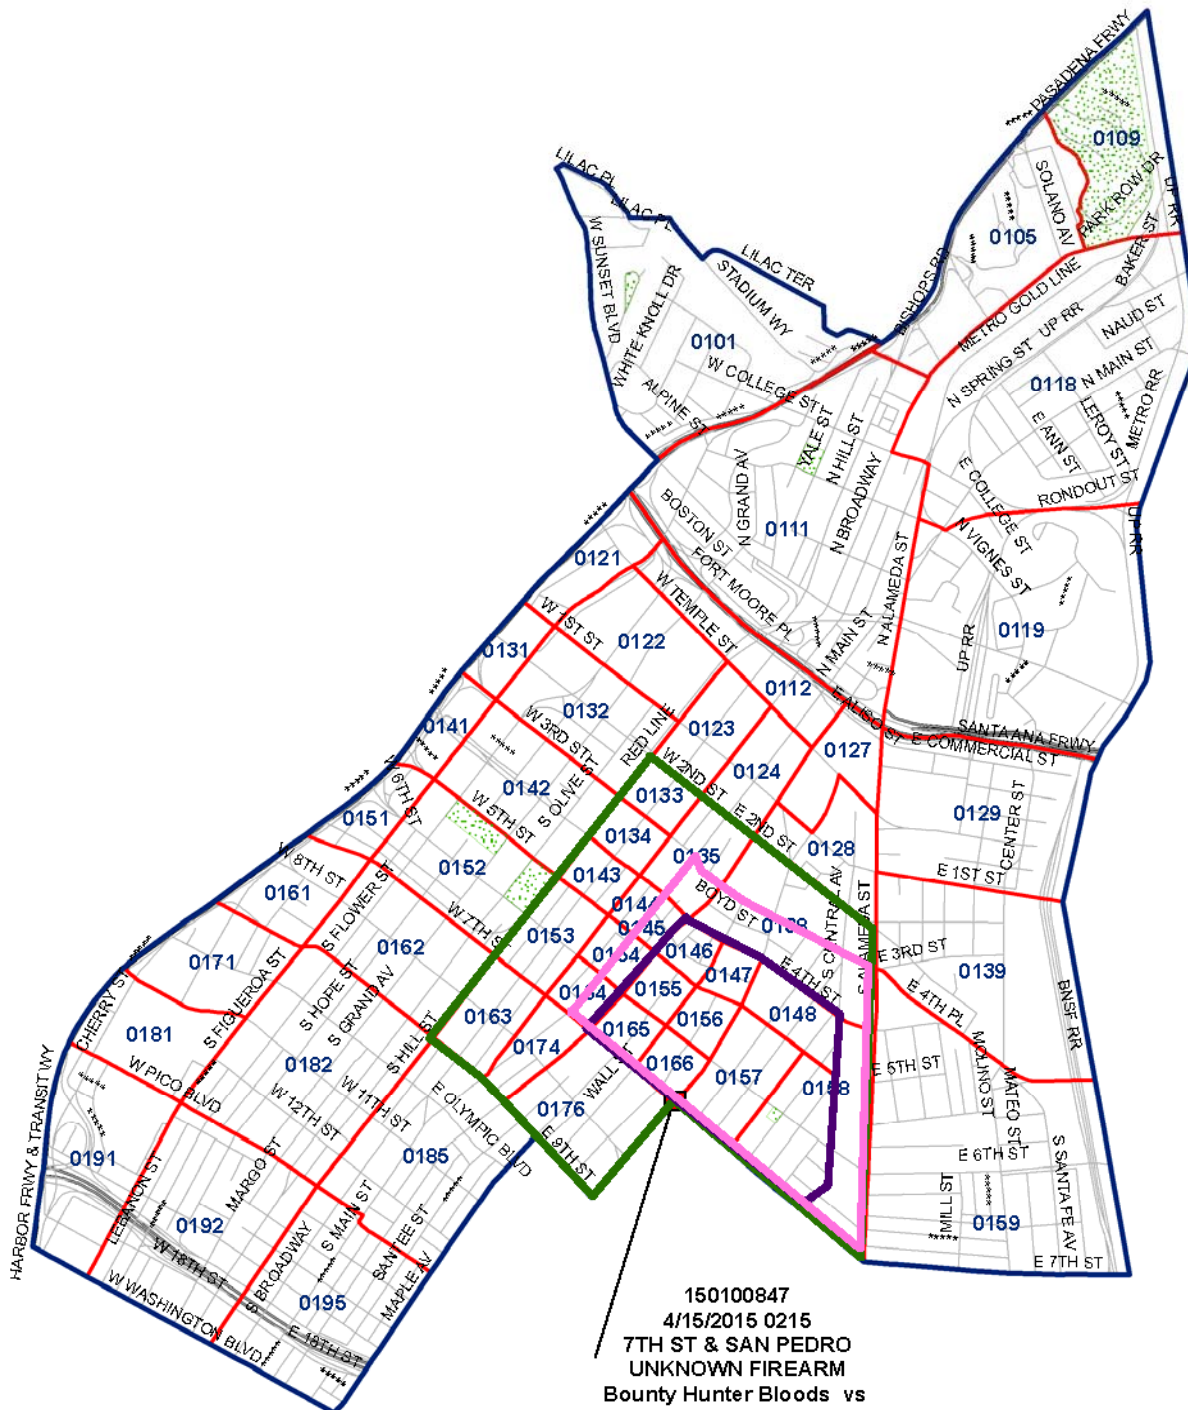 PASADENA FRWY
*****
*****
0109
LILAC PL
LILAC PL
SOLANO AV
PARK ROW DR
UP RR
*****
0105
*****
W SUNSET BLVD
LILAC TER
STADIUM WY
WHITE KNOLL DR
BISHOPS RD
METRO GOLD LINE
BAKER ST
UP RR
NAUD ST
0101
*****
*****
W COLLEGE ST
N SPRING ST
0118
N MAIN ST
ALPINE ST
*****
*****
YALE ST
N HILL ST
LEROY ST
*****
METRO RR
E ANN ST
N GRAND AV
N BROADWAY
E COLLEGE ST
RONDOUT ST
*****
BOSTON ST
0111
N VIGNES ST
UP RR
0121
FORT MOORE PL
N ALAMEDA ST
*****
W TEMPLE ST
W 1ST ST
0122
*****
N MAIN ST
0119
UP RR
0131
*****
*****
*****
0112
0132
RED LINE
0123
E ALISO ST
SANTA ANA FRWY
0141
W 3RD ST
*****
*****
0127
E COMMERCIAL ST
W 2ND ST
0124
W 6TH ST
*****
0142
S OLIVE ST
0133
0129
CENTER ST
0151
W 5TH ST
0134
E 2ND ST
0128
W 8TH ST
0152
0143
0135
E 1ST ST
0161
S FLOWER ST
BOYD ST
S CENTRAL AV
S ALAMEDA ST
0144
W 7TH ST
0153
0145
0138
0171
*****
0162
0154
0146
E 4TH ST
E 3RD ST
0139
0147
CHERRY ST
S FIGUEROA ST
S HOPE ST
S GRAND AV
0164
0155
0148
E 4TH PL
BNSF RR
0181
0163
0165
0156
S HILL ST
0174
0166
0182
*****
WALL
0157
0158
E 5TH ST
MOLINO ST
MATEO ST
W PICO BLVD
W 11TH ST
W 12TH ST
E OLYMPIC BLVD
0176
*****
*****
E 9TH ST
0191
MARGO ST
0185
E 6TH ST
S SANTA FE AV
HARBOR FRWY & TRANSIT WY
LEBANON ST
*****
0192
S MAIN ST
SANTEE ST
*****
MILL ST
*****
0159
*****
W 18TH ST
S BROADWAY
*****
MAPLE AV
E 7TH ST
W WASHINGTON BLVD
0195
E 18TH ST
*****
*****
150100847
4/15/2015 0215
7TH ST & SAN PEDRO
UNKNOWN FIREARM
Bounty Hunter Bloods vs